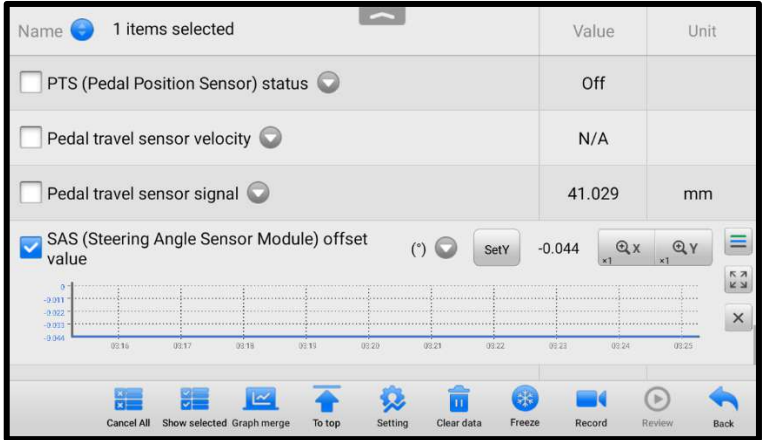 Name 1 items selected Value Unit
PTS (Pedal Position Sensor) status Off
Pedal travel sensor velocity N/A
Pedal travel sensor signal 41.029 mm
SAS (Steering Angle Sensor Module) offset
value (°) SetY -0.044 X ×1 Y ×1
0
-0.011
-0.022
-0.033
-0.044
03:16 03:17 03:18 03:19 03:20 03:21 03:22 03:23 03:24 03:25
Cancel All Show selected Graph merge To top Setting Clear data Freeze Record Review Back